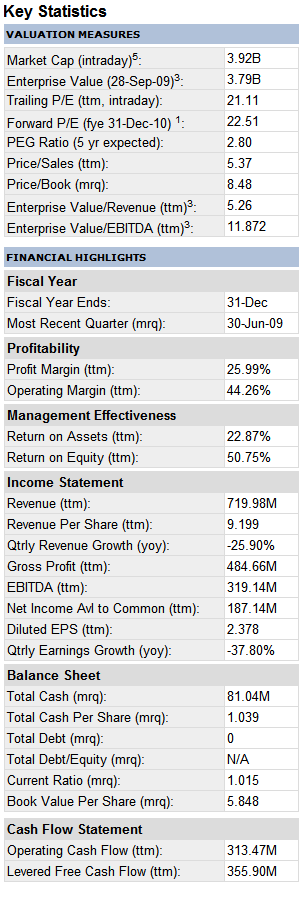 Key Statistics
VALUATION MEASURES
Market Cap (intraday)5: 3.92B
Enterprise Value (28-Sep-09)3: 3.79B
Trailing P/E (ttm, intraday): 21.11
Forward P/E (fye 31-Dec-10) 1: 22.51
PEG Ratio (5 yr expected): 2.80
Price/Sales (ttm): 5.37
Price/Book (mrq): 8.48
Enterprise Value/Revenue (ttm)3: 5.26
Enterprise Value/EBITDA (ttm)3: 11.872
FINANCIAL HIGHLIGHTS
Fiscal Year
Fiscal Year Ends: 31-Dec
Most Recent Quarter (mrq): 30-Jun-09
Profitability
Profit Margin (ttm): 25.99%
Operating Margin (ttm): 44.26%
Management Effectiveness
Return on Assets (ttm): 22.87%
Return on Equity (ttm): 50.75%
Income Statement
Revenue (ttm): 719.98M
Revenue Per Share (ttm): 9.199
Qtrly Revenue Growth (yoy): -25.90%
Gross Profit (ttm): 484.66M
EBITDA (ttm): 319.14M
Net Income Avl to Common (ttm): 187.14M
Diluted EPS (ttm): 2.378
Qtrly Earnings Growth (yoy): -37.80%
Balance Sheet
Total Cash (mrq): 81.04M
Total Cash Per Share (mrq): 1.039
Total Debt (mrq): 0
Total Debt/Equity (mrq): N/A
Current Ratio (mrq): 1.015
Book Value Per Share (mrq): 5.848
Cash Flow Statement
Operating Cash Flow (ttm): 313.47M
Levered Free Cash Flow (ttm): 355.90M